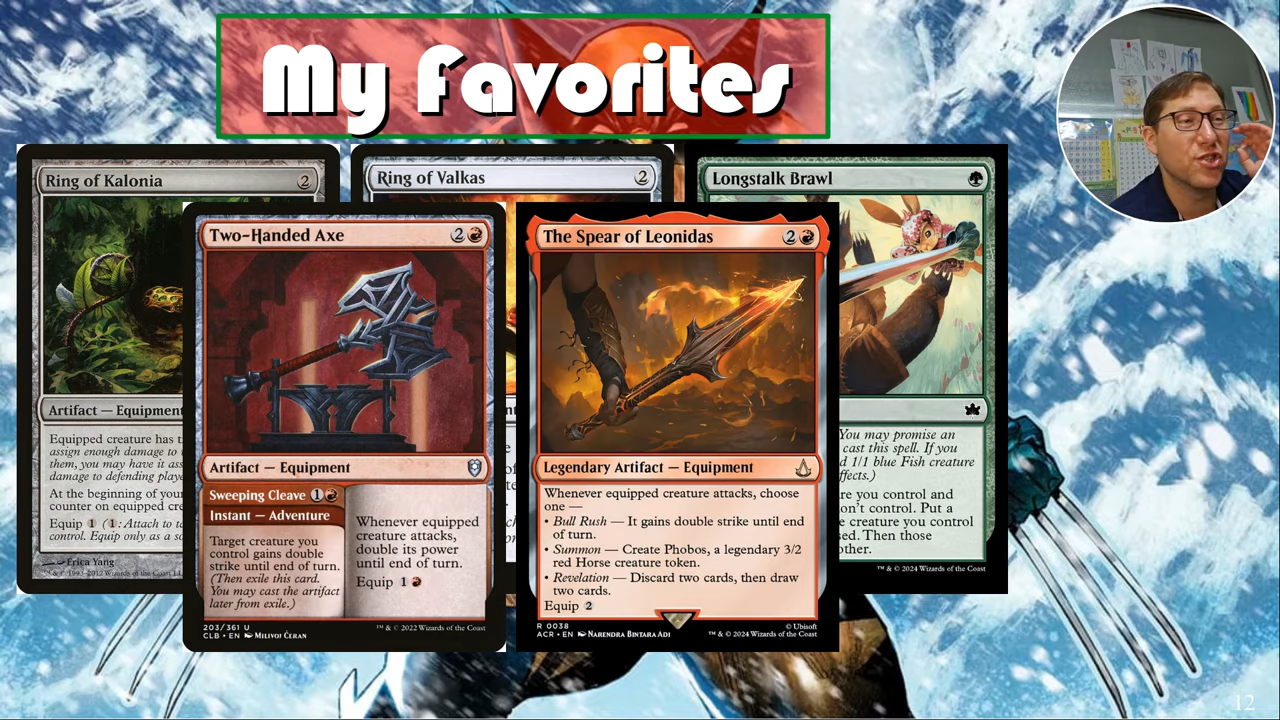 My Favorites
Ring of Kalonia 2
Ring of Valkas 2
Longstalk Brawl
Two-Handed Axe 2
The Spear of Leonidas 2
Artifact — Equipment
Equipped creature has
assign enough damage to
them, you may have it
damage to defending
At the beginning of your
counter on equipped
Equip 1 (1: Attach to
control. Equip only as a
Erica Yang
Artifact — Equipment
Sweeping Cleave 1
Instant — Adventure
Target creature you
control gains double
strike until end of turn.
(Then exile this card.
You may cast the artifact
later from exile.)
Whenever equipped
creature attacks,
double its power
until end of turn.
Equip 1
203/361 U
CLB • EN Milivoj Ćeran
™ & © 2022 Wizards of the Coast
Legendary Artifact — Equipment
Whenever equipped creature attacks, choose
one —
• Bull Rush — It gains double strike until end
of turn.
• Summon — Create Phobos, a legendary 3/2
red Horse creature token.
• Revelation — Discard two cards, then draw
two cards.
Equip 2
R 0038
ACR • EN Narendra Bintara Adi
© Ubisoft
™ & © 2024 Wizards of the Coast
You may promise an
cast this spell. If you
1/1 blue Fish creature
you control and
don't control. Put a
creature you control
Then those
other.
™ & © 2024 Wizards of the Coast
12